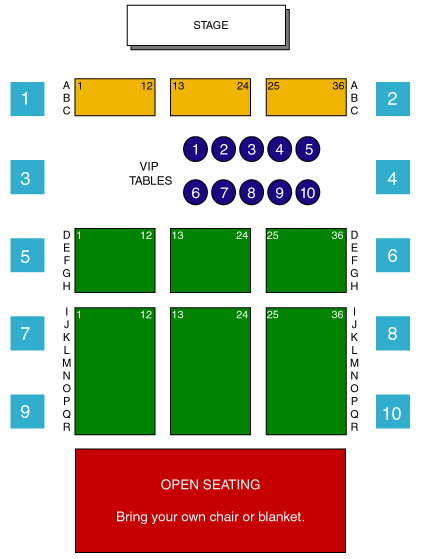 STAGE
1
A
B
C
1 12
13 24
25 36
A
B
C
2
3
VIP
TABLES
1 2 3 4 5
6 7 8 9 10
4
5
D
E
F
G
H
1 12
13 24
25 36
D
E
F
G
H
6
7
9
I
J
K
L
M
N
O
P
Q
R
1 12
13 24
25 36
I
J
K
L
M
N
O
P
Q
R
8
10
OPEN SEATING
Bring your own chair or blanket.